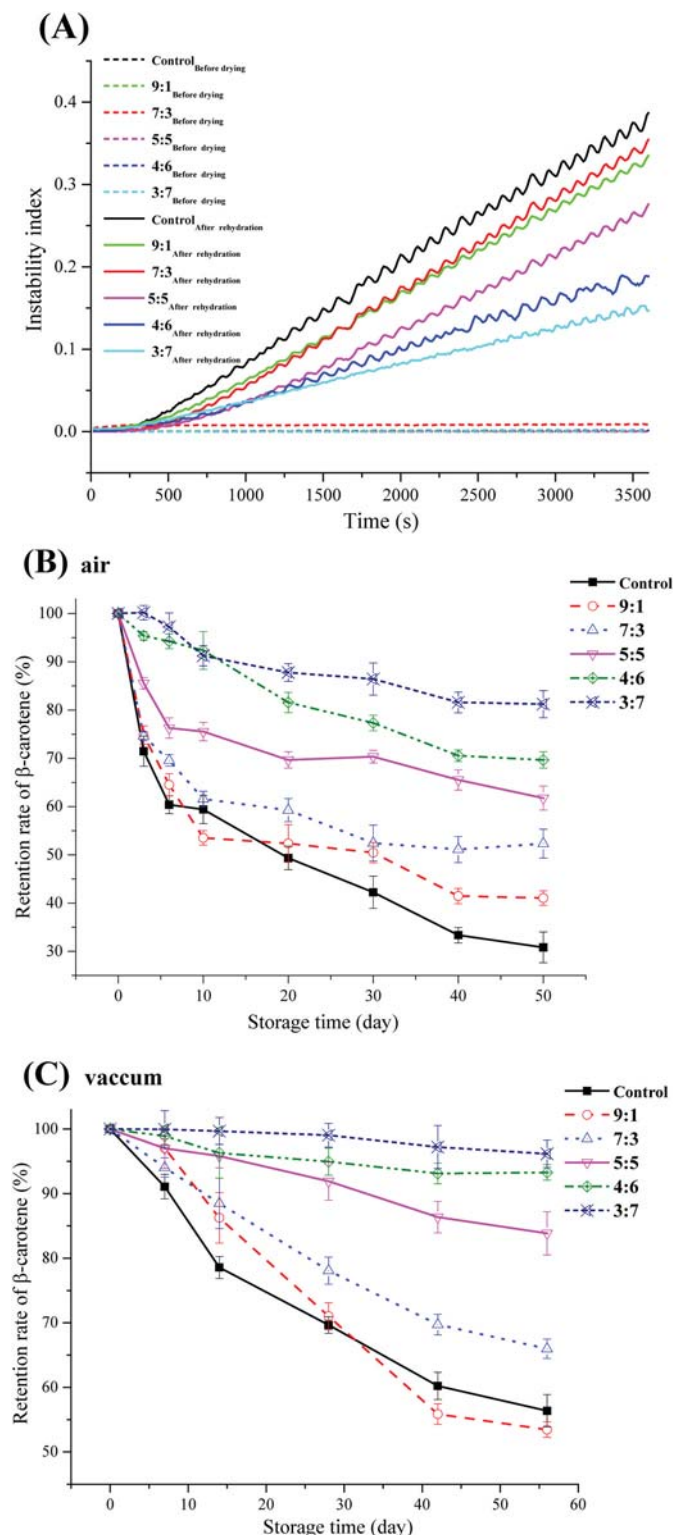 (A)
Control Before drying
9:1 Before drying
7:3 Before drying
5:5 Before drying
4:6 Before drying
3:7 Before drying
Control After rehydration
9:1 After rehydration
7:3 After rehydration
5:5 After rehydration
4:6 After rehydration
3:7 After rehydration
0.4
0.3
0.2
0.1
0.0
Instability index
0 500 1000 1500 2000 2500 3000 3500
Time (s)
(B) air
Control
9:1
7:3
5:5
4:6
3:7
100
90
80
70
60
50
40
30
Retention rate of β-carotene (%)
0 10 20 30 40 50
Storage time (day)
(C) vaccum
Control
9:1
7:3
5:5
4:6
3:7
100
90
80
70
60
50
Retention rate of β-carotene (%)
0 10 20 30 40 50 60
Storage time (day)